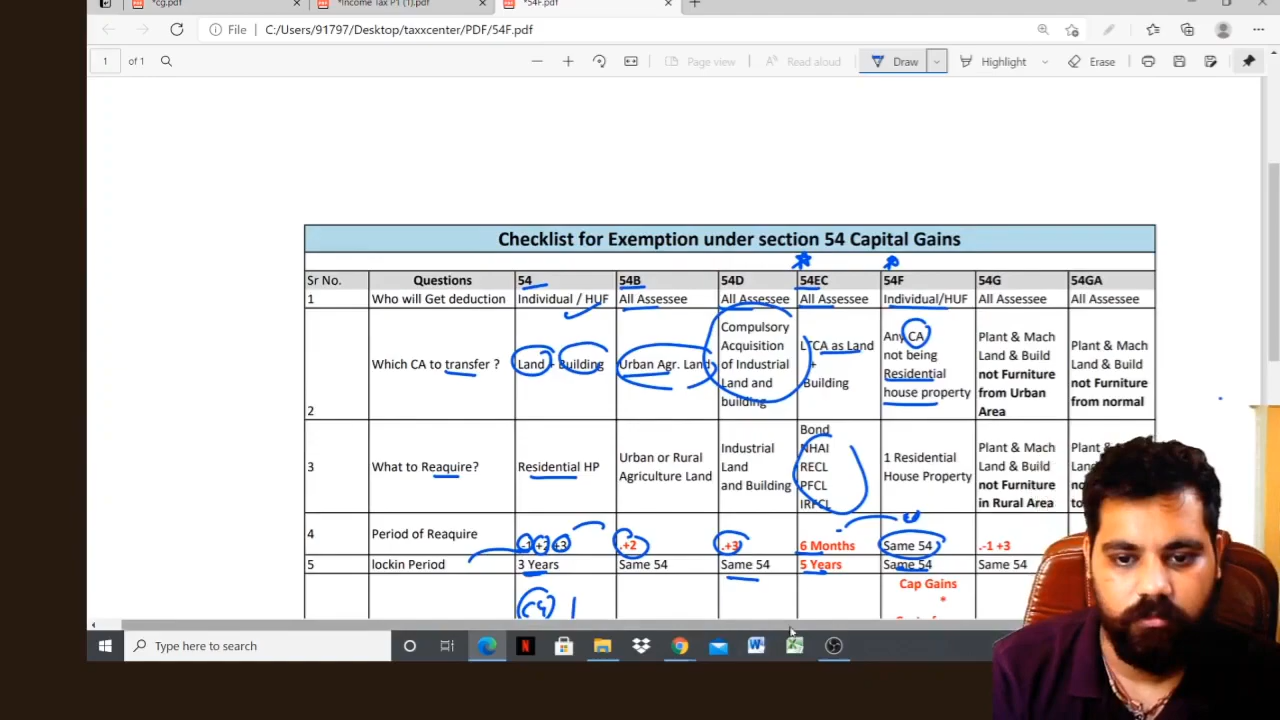 *cg.pdf
*Income Tax P1 (1).pdf
*54F.pdf
File C:/Users/91797/Desktop/taxxcenter/PDF/54F.pdf
1 of 1 Page view Read aloud Draw Highlight Erase
Checklist for Exemption under section 54 Capital Gains
Sr No. Questions 54 54B 54D 54EC 54F 54G 54GA
1 Who will Get deduction Individual / HUF All Assessee All Assessee All Assessee Individual/HUF All Assessee All Assessee
2 Which CA to transfer ?
Land + Building
Urban Agr. Land
Compulsory
Acquisition
of Industrial
Land and
building
LTCA as Land
+
Building
Any CA
not being
Residential
house property
Plant & Mach
Land & Build
not Furniture
from Urban
Area
Plant & Mach
Land & Build
not Furniture
from normal
3 What to Reaquire?
Residential HP
Urban or Rural
Agriculture Land
Industrial
Land
and Building
Bond
NHAI
RECL
PFCL
IRFCL
1 Residential
House Property
Plant & Mach
Land & Build
not Furniture
in Rural Area
Plant &
Land
not
to
4 Period of Reaquire -1 +2 +3 .+2 .+3 6 Months Same 54 .-1 +3
5 lockin Period 3 Years Same 54 Same 54 5 Years Same 54 Same 54
Cap Gains
*
Type here to search